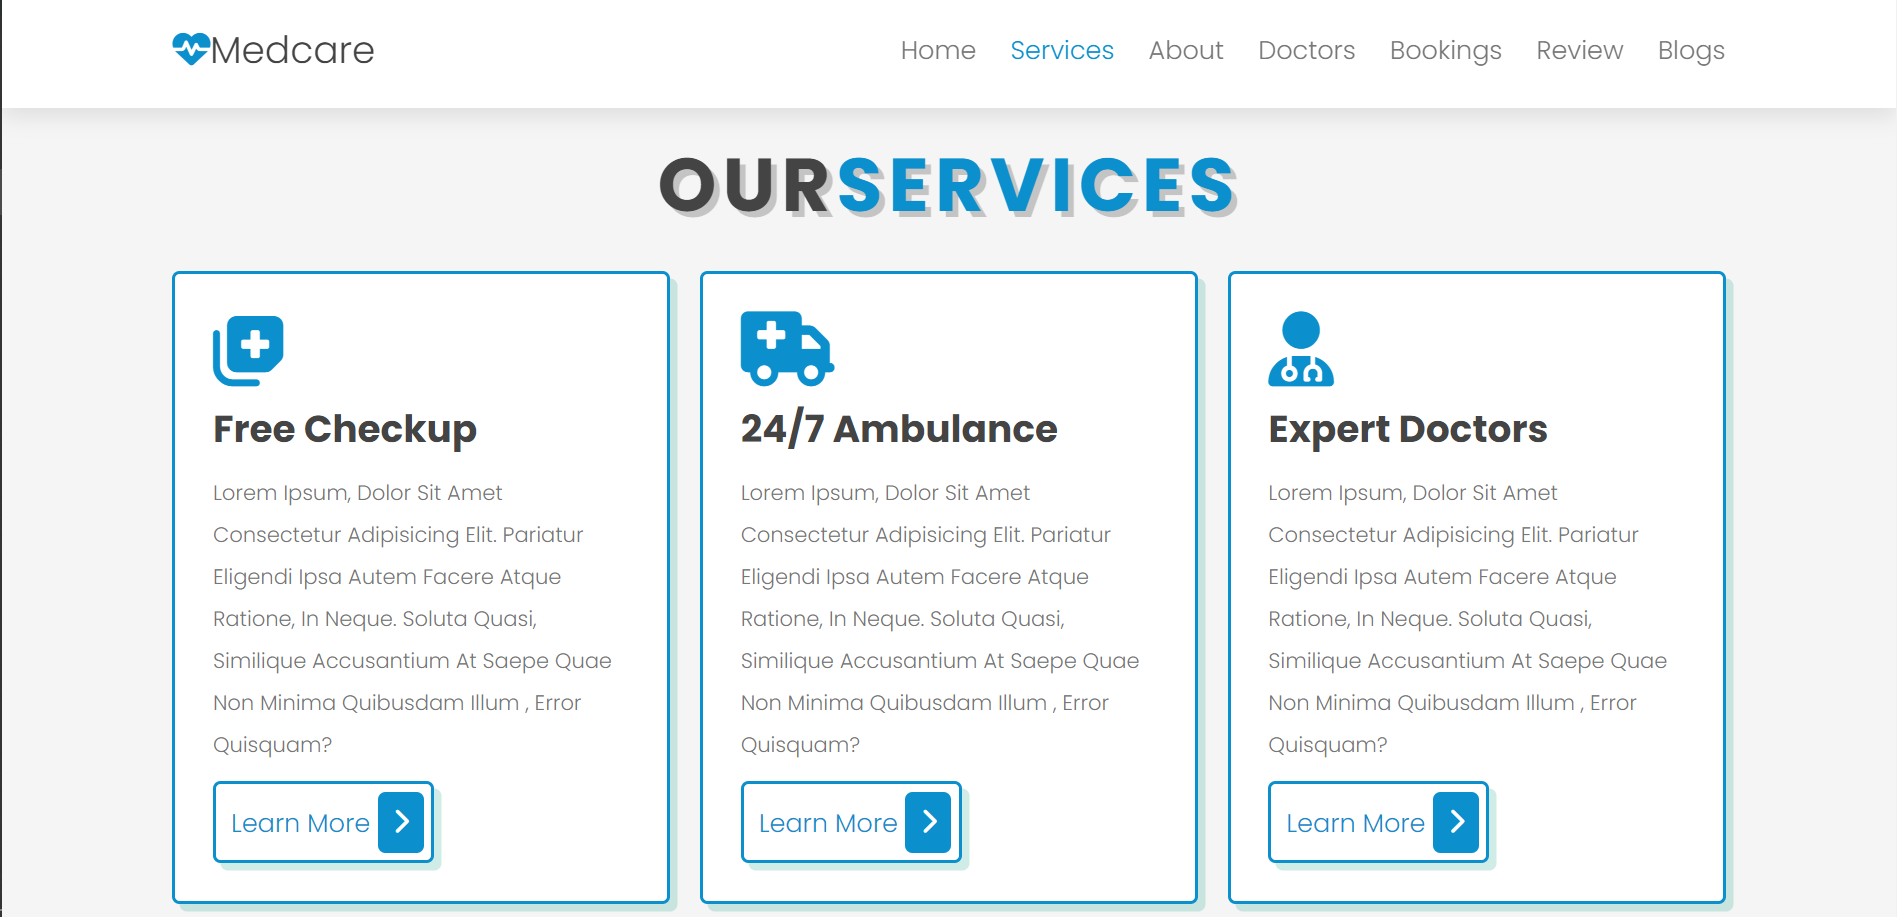 Medcare
Home Services About Doctors Bookings Review Blogs
OURSERVICES
Free Checkup
Lorem Ipsum, Dolor Sit Amet
Consectetur Adipisicing Elit. Pariatur
Eligendi Ipsa Autem Facere Atque
Ratione, In Neque. Soluta Quasi,
Similique Accusantium At Saepe Quae
Non Minima Quibusdam Illum , Error
Quisquam?
Learn More
24/7 Ambulance
Lorem Ipsum, Dolor Sit Amet
Consectetur Adipisicing Elit. Pariatur
Eligendi Ipsa Autem Facere Atque
Ratione, In Neque. Soluta Quasi,
Similique Accusantium At Saepe Quae
Non Minima Quibusdam Illum , Error
Quisquam?
Learn More
Expert Doctors
Lorem Ipsum, Dolor Sit Amet
Consectetur Adipisicing Elit. Pariatur
Eligendi Ipsa Autem Facere Atque
Ratione, In Neque. Soluta Quasi,
Similique Accusantium At Saepe Quae
Non Minima Quibusdam Illum , Error
Quisquam?
Learn More